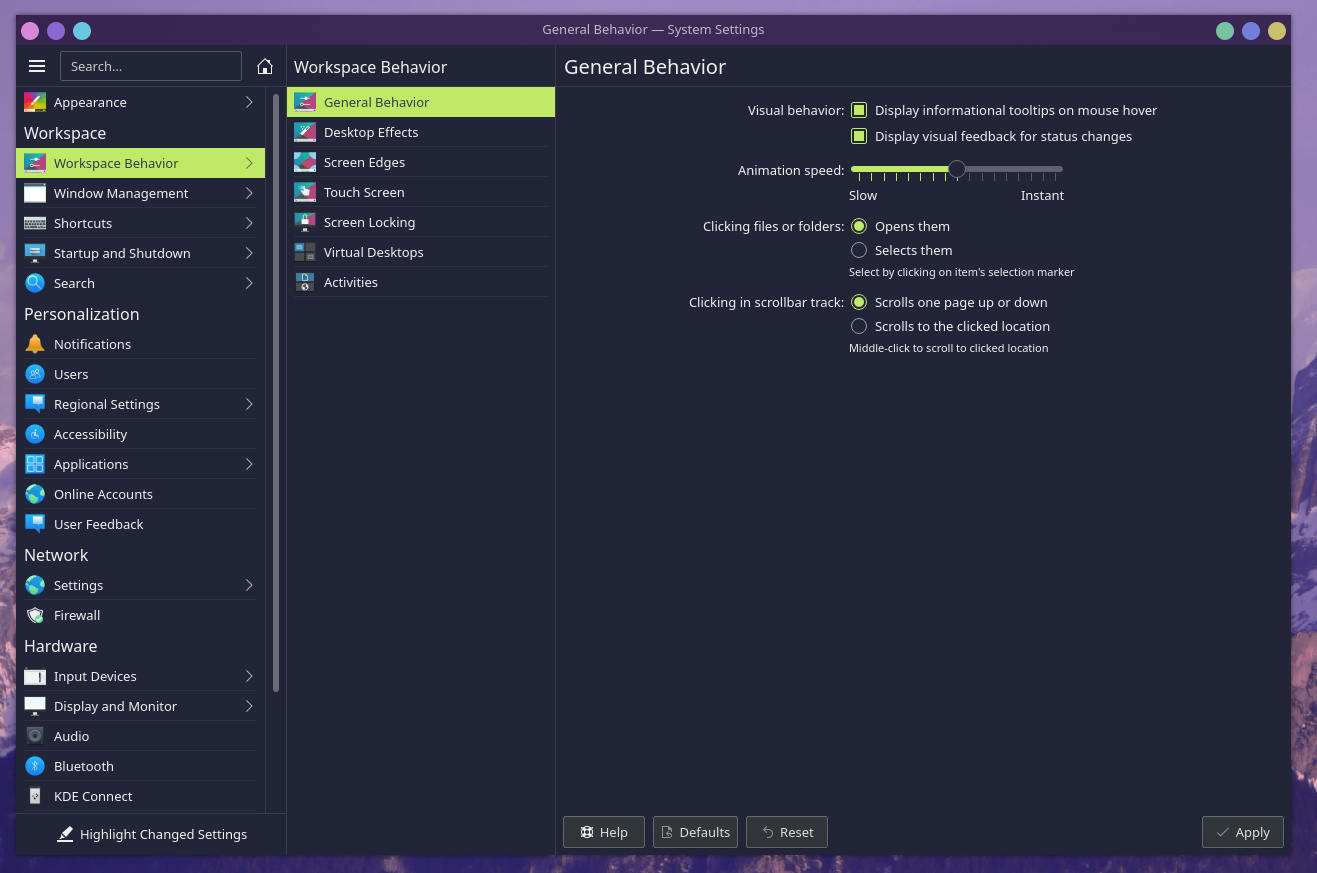 General Behavior — System Settings
Search...
Appearance
Workspace
Workspace Behavior
Window Management
Shortcuts
Startup and Shutdown
Search
Personalization
Notifications
Users
Regional Settings
Accessibility
Applications
Online Accounts
User Feedback
Network
Settings
Firewall
Hardware
Input Devices
Display and Monitor
Audio
Bluetooth
KDE Connect
Highlight Changed Settings
Workspace Behavior
General Behavior
Desktop Effects
Screen Edges
Touch Screen
Screen Locking
Virtual Desktops
Activities
General Behavior
Visual behavior: Display informational tooltips on mouse hover
Display visual feedback for status changes
Animation speed:
Slow Instant
Clicking files or folders: Opens them
Selects them
Select by clicking on item's selection marker
Clicking in scrollbar track: Scrolls one page up or down
Scrolls to the clicked location
Middle-click to scroll to clicked location
Help Defaults Reset Apply